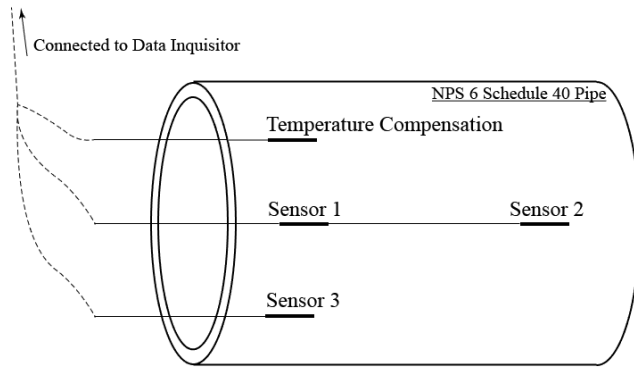 Connected to Data Inquisitor
NPS 6 Schedule 40 Pipe
Temperature Compensation
Sensor 1
Sensor 2
Sensor 3